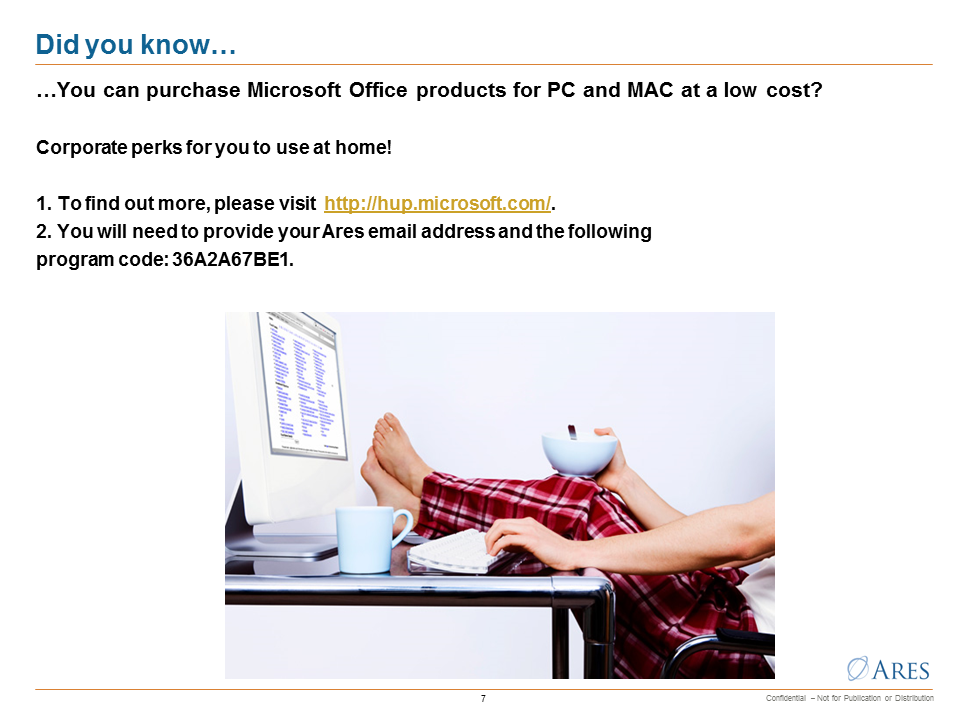 Did you know…
…You can purchase Microsoft Office products for PC and MAC at a low cost?
Corporate perks for you to use at home!
1. To find out more, please visit http://hup.microsoft.com/.
2. You will need to provide your Ares email address and the following
program code: 36A2A67BE1.
ARES
7
Confidential – Not for Publication or Distribution